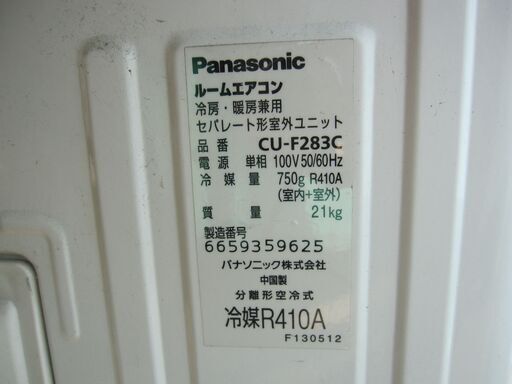 Panasonic
ルームエアコン
冷房・暖房兼用
セパレート形室外ユニット
品番 CU-F283C
電源 単相 100V 50/60Hz
冷媒量 750g R410A
(室内+室外)
質量 21kg
製造番号
6659359625
パナソニック株式会社
中国製
分離形空冷式
冷媒R410A
F130512